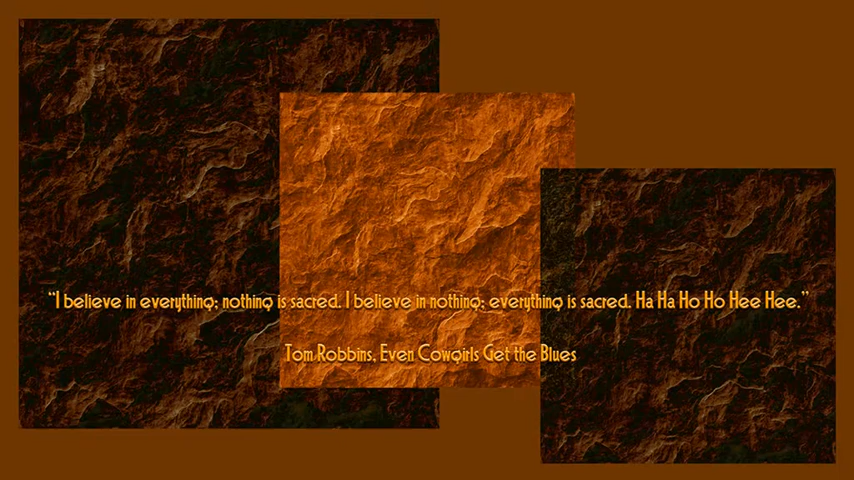 “I believe in everything; nothing is sacred. I believe in nothing; everything is sacred. Ha Ha Ho Ho Hee Hee.”
Tom Robbins, Even Cowgirls Get the Blues